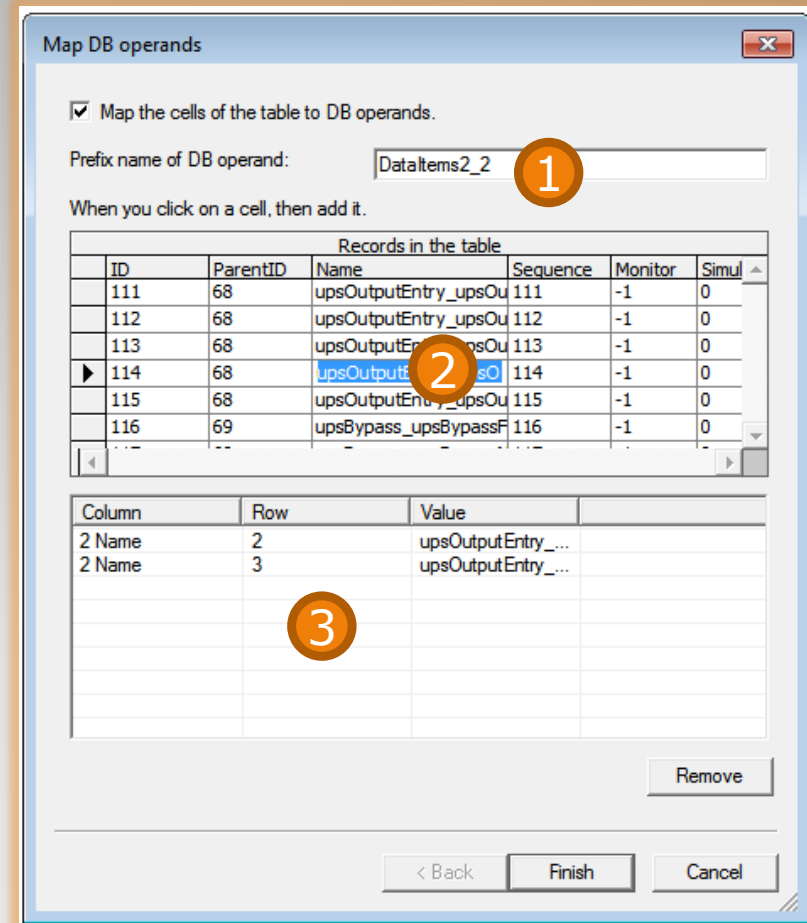 Map DB operands
Map the cells of the table to DB operands.
Prefix name of DB operand: DataItems2_2 1
When you click on a cell, then add it.
Records in the table
ID ParentID Name Sequence Monitor Simul
111 68 upsOutputEntry_upsOu 111 -1 0
112 68 upsOutputEntry_upsOu 112 -1 0
113 68 upsOutputEn psOu 113 -1 0
114 68 upsOutputE 2 sO 114 -1 0
115 68 upsOutputEntry_upsOu 115 -1 0
116 69 upsBypass_upsBypassF 116 -1 0
Column Row Value
2 Name 2 upsOutputEntry_...
2 Name 3 upsOutputEntry_...
3
Remove
< Back Finish Cancel